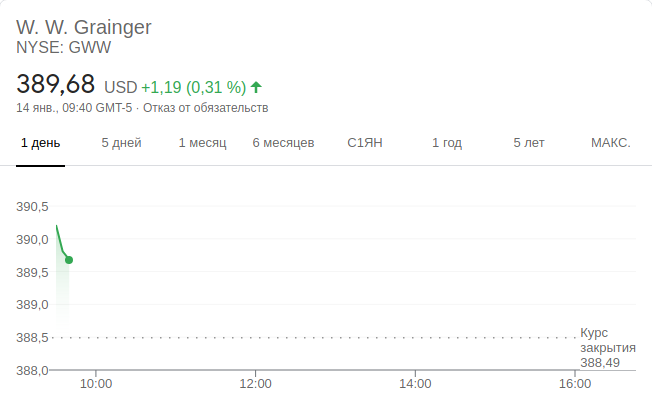 W. W. Grainger
NYSE: GWW
389,68 USD +1,19 (0,31 %)
14 янв., 09:40 GMT-5 · Отказ от обязательств
1 день 5 дней 1 месяц 6 месяцев С1ЯН 1 год 5 лет МАКС.
390,5
390,0
389,5
389,0
388,5
388,0
Курс
закрытия
388,49
10:00 12:00 14:00 16:00